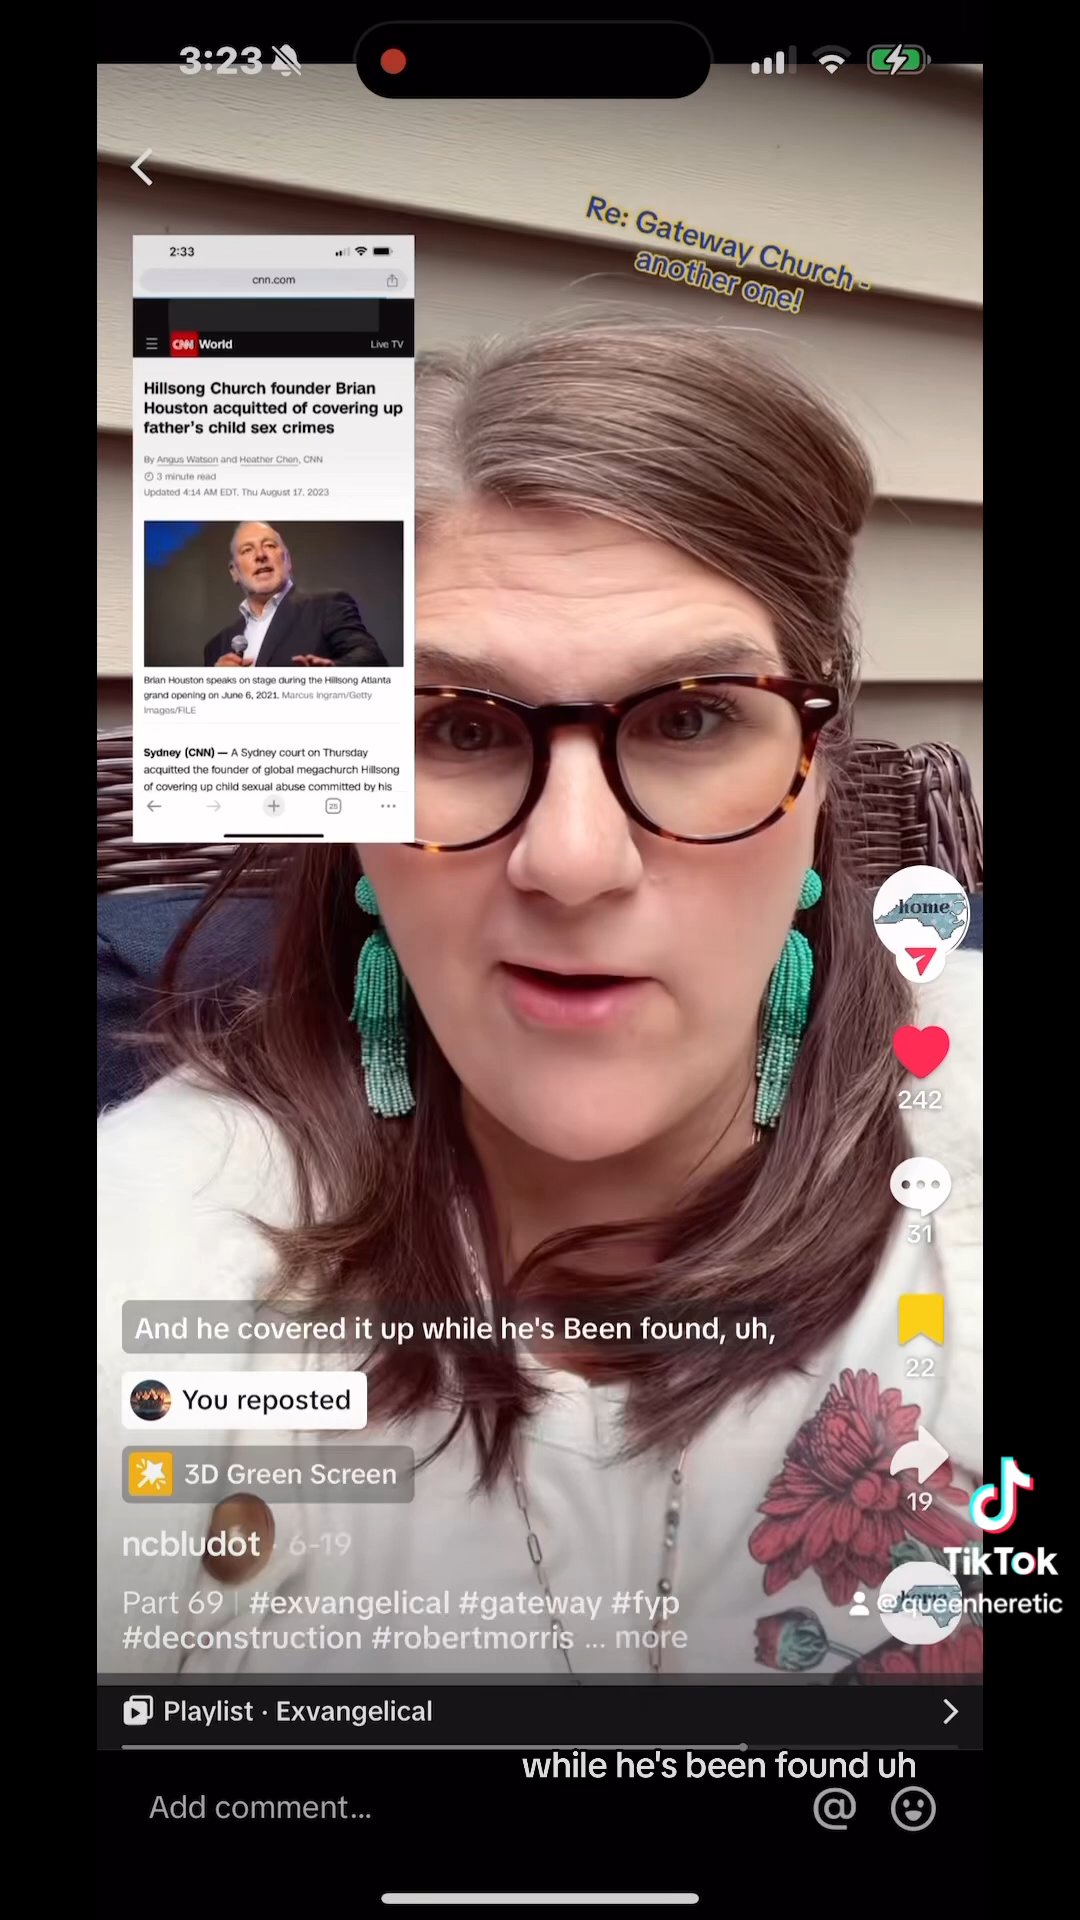 3:23
Re: Gateway Church -
another one!
2:33
cnn.com
CNN World
Live TV
Hillsong Church founder Brian
Houston acquitted of covering up
father's child sex crimes
By Angus Watson and Heather Chen, CNN
3 minute read
Updated 4:14 AM EDT, Thu August 17, 2023
Brian Houston speaks on stage during the Hillsong Atlanta
grand opening on June 6, 2021. Marcus Ingram/Getty
Images/FILE
Sydney (CNN) — A Sydney court on Thursday
acquitted the founder of global megachurch Hillsong
of covering up child sexual abuse committed by his
26
home
242
31
And he covered it up while he's Been found, uh,
22
You reposted
3D Green Screen
19
ncbludot · 6-19
TikTok
@queenheretic
Part 69 | #exvangelical #gateway #fyp
#deconstruction #robertmorris ... more
Playlist · Exvangelical
while he's been found uh
Add comment...